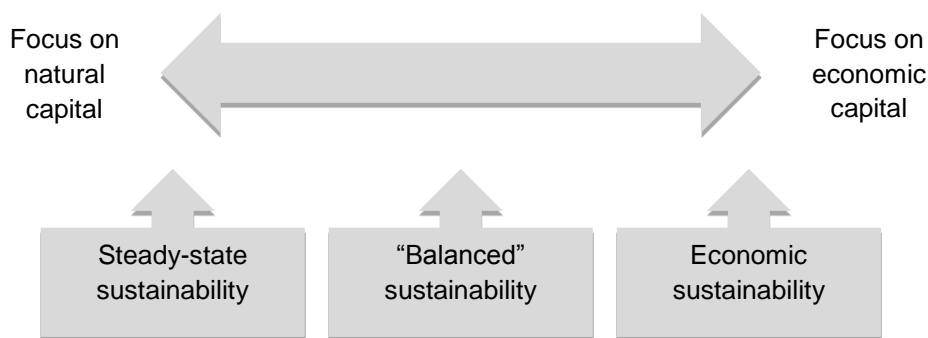 Focus on
natural
capital
Focus on
economic
capital
Steady-state
sustainability
“Balanced”
sustainability
Economic
sustainability